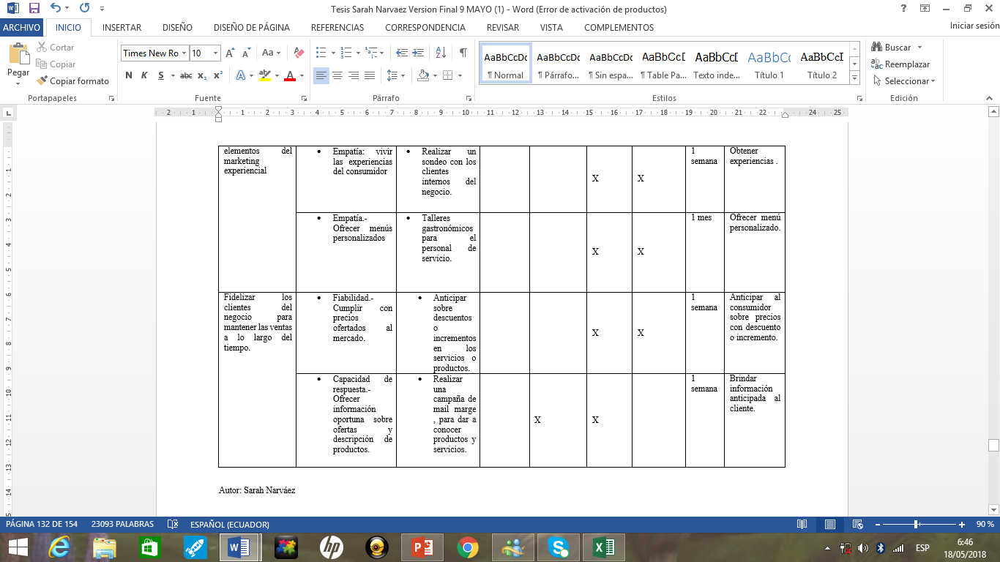 Tesis Sarah Narvaez Version Final 9 MAYO (1) - Word (Error de activación de productos)
ARCHIVO INICIO INSERTAR DISEÑO DISEÑO DE PÁGINA REFERENCIAS CORRESPONDENCIA REVISAR VISTA COMPLEMENTOS Iniciar sesión
Pegar
Cortar
Copiar
Copiar formato
Portapapeles
Times New Ro 10
N K S abc x₂ x²
Fuente
Párrafo
AaBbCcDc AaBbCcDc AaBbCcDc AaBbCcD AaBbCcD AaBbCc AaBbCcI
¶ Normal ¶ Párrafo... ¶ Sin espa... ¶ Table Pa... Texto inde... Título 1 Título 2
Estilos
Buscar
Reemplazar
Seleccionar
Edición
elementos del
marketing
experiencial
Empatía: vivir
las experiencias
del consumidor
Realizar un
sondeo con los
clientes
internos del
negocio.
X X
1
semana
Obtener
experiencias .
Empatía.-
Ofrecer menús
personalizados
Talleres
gastronómicos
para el
personal de
servicio.
X X
1 mes
Ofrecer menú
personalizado.
Fidelizar los
clientes del
negocio para
mantener las ventas
a lo largo del
tiempo.
Fiabilidad.-
Cumplir con
precios
ofertados al
mercado.
Anticipar
sobre
descuentos
o
incrementos
en los
servicios o
productos.
X X
1
semana
Anticipar al
consumidor
sobre precios
con descuento
o incremento.
Capacidad de
respuesta.-
Ofrecer
información
oportuna sobre
ofertas y
descripción de
productos.
Realizar
una
campaña de
mail marge
, para dar a
conocer
productos y
servicios.
X X
1
semana
Brindar
información
anticipada al
cliente.
Autor: Sarah Narváez
PÁGINA 132 DE 154 23093 PALABRAS ESPAÑOL (ECUADOR) 90 %
ESP
6:46
18/05/2018